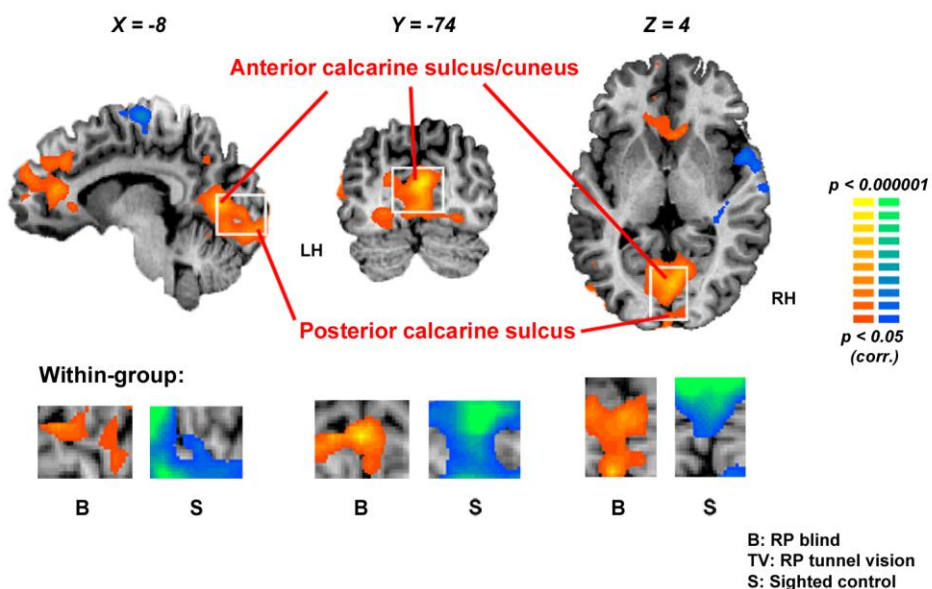 X = -8
Y = -74
Z = 4
Anterior calcarine sulcus/cuneus
p < 0.000001
LH
RH
Posterior calcarine sulcus
p < 0.05
(corr.)
Within-group:
B
S
B
S
B
S
B: RP blind
TV: RP tunnel vision
S: Sighted control